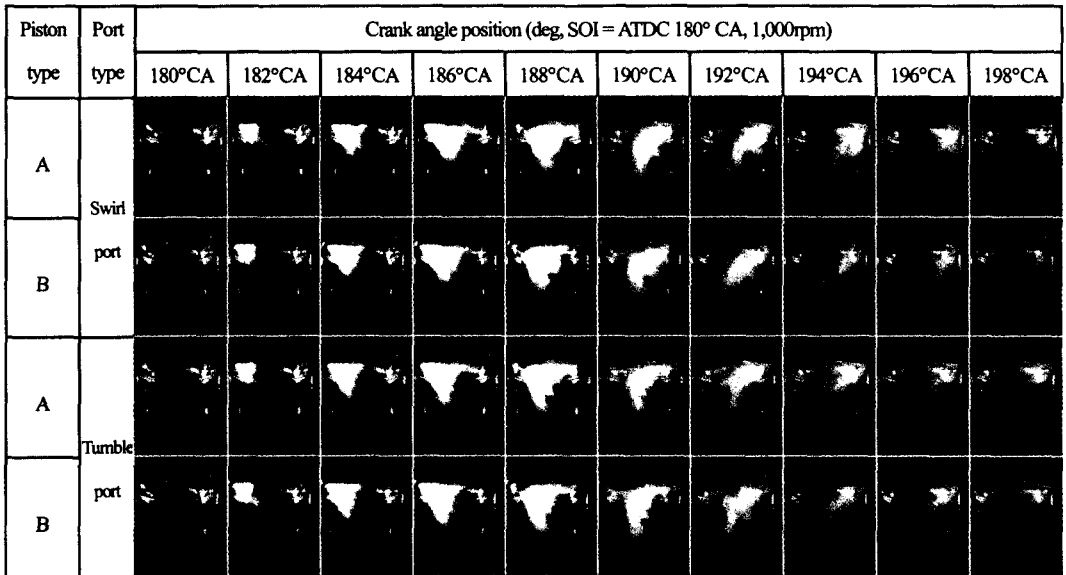 Piston Port Crank angle position (deg, SOI = ATDC 180° CA, 1,000rpm)
type type 180°CA 182°CA 184°CA 186°CA 188°CA 190°CA 192°CA 194°CA 196°CA 198°CA
A
Swirl
port
B
A
Tumble
port
B